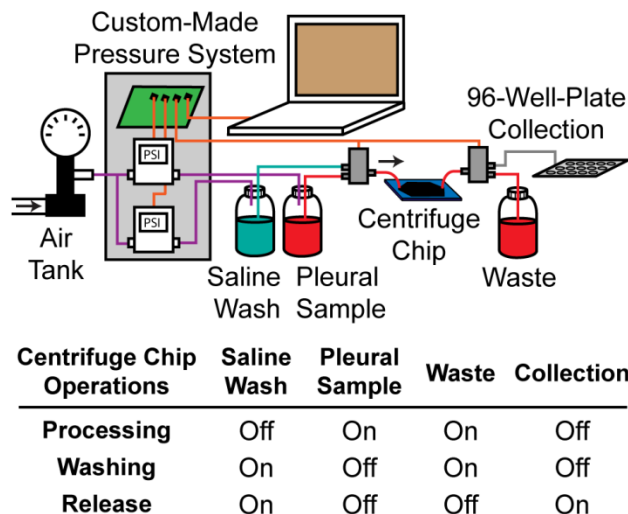 Custom-Made
Pressure System
PSI
PSI
Air
Tank
Saline
Wash
Pleural
Sample
Centrifuge
Chip
96-Well-Plate
Collection
Waste
Centrifuge Chip Operations Saline Wash Pleural Sample Waste Collection
Processing Off On On Off
Washing On Off On Off
Release On Off Off On